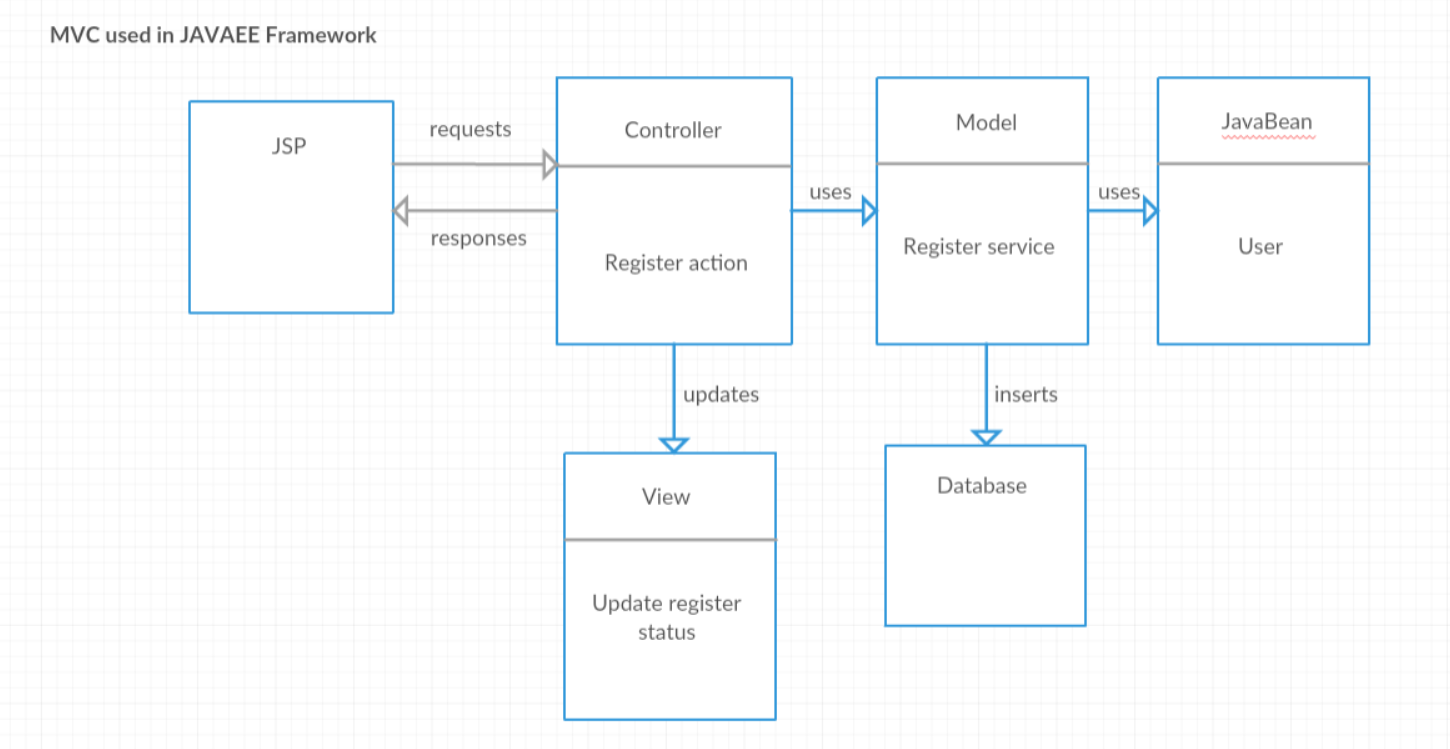 MVC used in JAVAEE Framework
JSP
requests
responses
Controller
Register action
uses
Model
Register service
uses
JavaBean
User
updates
inserts
View
Update register
status
Database